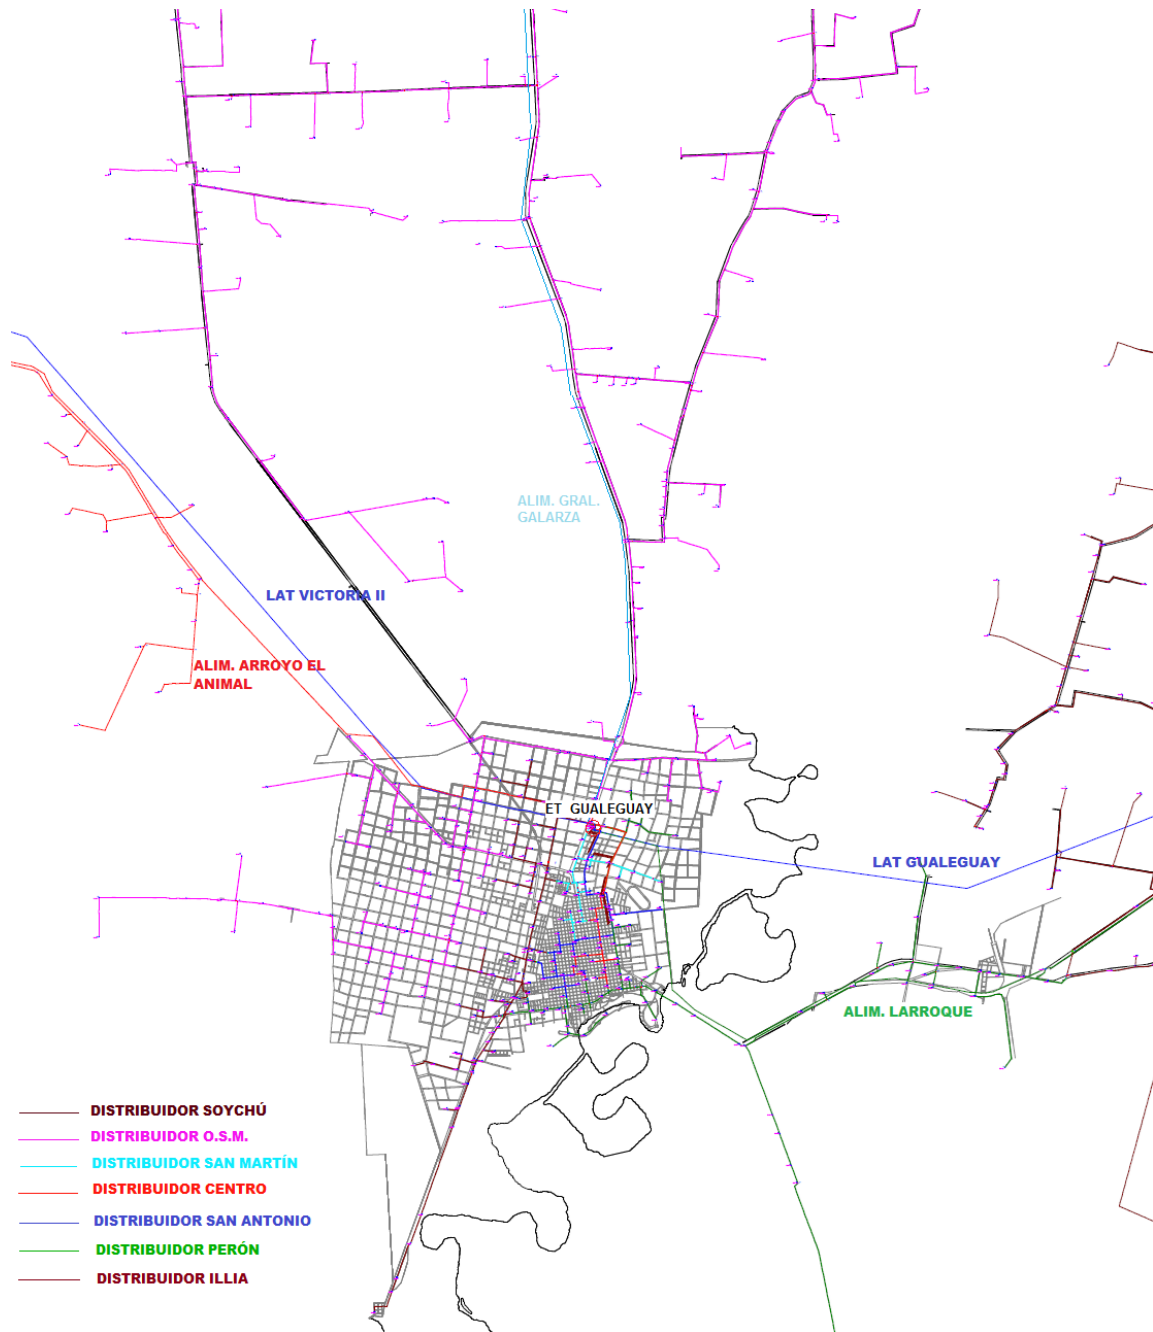 ALIM. GRAL.
GALARZA
LAT VICTORIA II
ALIM. ARROYO EL
ANIMAL
ET GUALEGUAY
LAT GUALEGUAY
ALIM. LARROQUE
DISTRIBUIDOR SOYCHÚ
DISTRIBUIDOR O.S.M.
DISTRIBUIDOR SAN MARTÍN
DISTRIBUIDOR CENTRO
DISTRIBUIDOR SAN ANTONIO
DISTRIBUIDOR PERÓN
DISTRIBUIDOR ILLIA